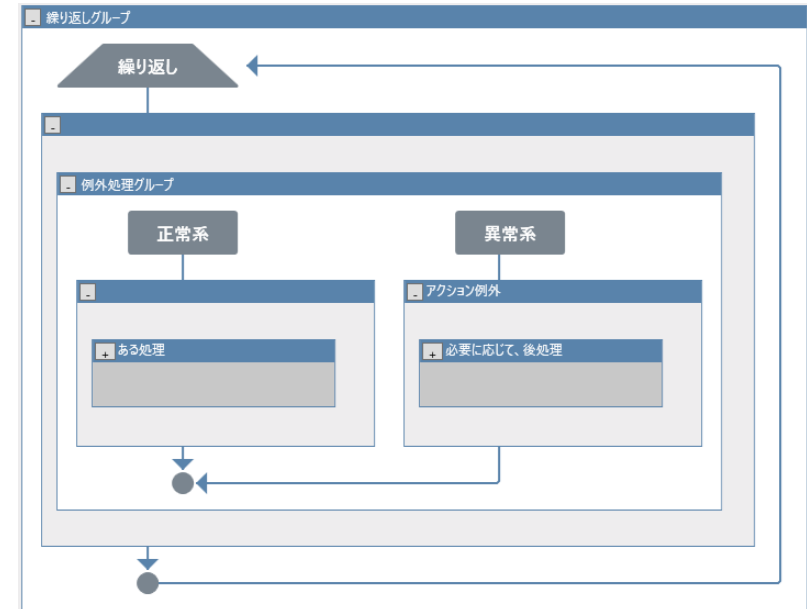 - 繰り返しグループ
繰り返し
-
- 例外処理グループ
正常系
異常系
-
- アクション例外
+ ある処理
+ 必要に応じて、後処理